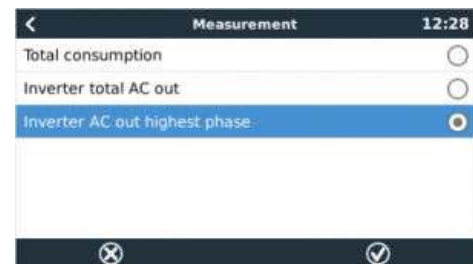 Measurement 12:28
Total consumption
Inverter total AC out
Inverter AC out highest phase